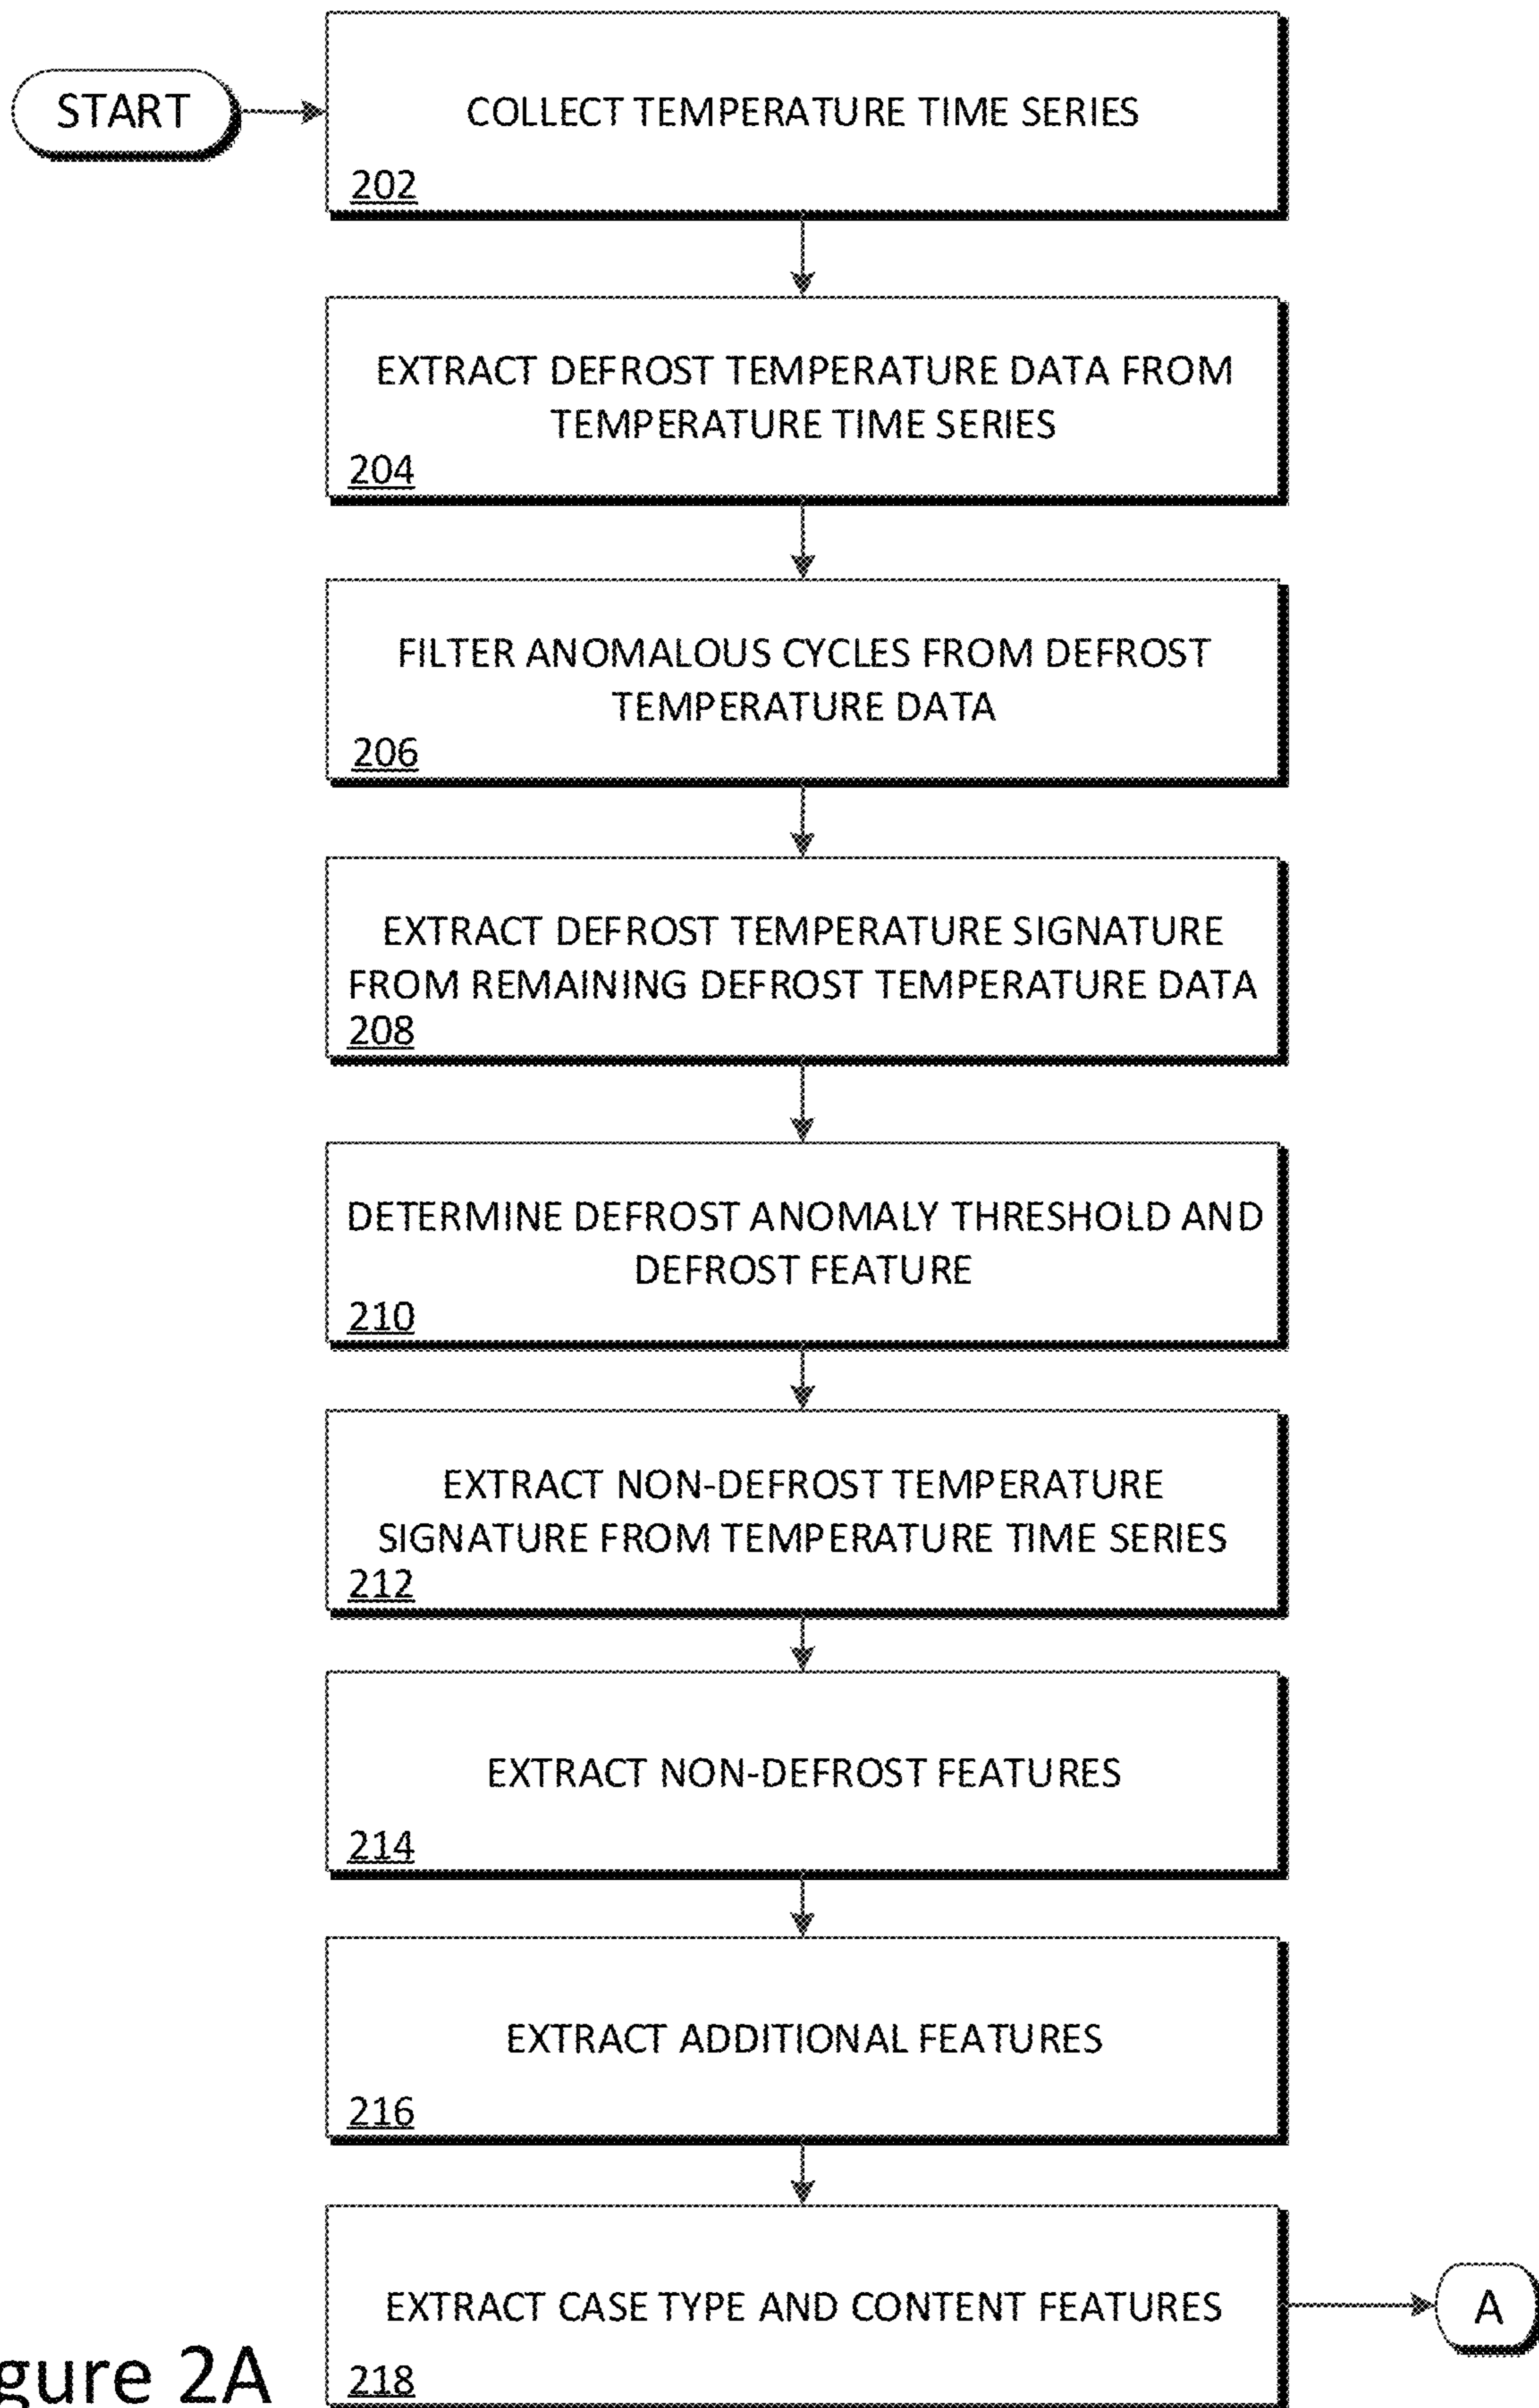 START
COLLECT TEMPERATURE TIME SERIES
202
EXTRACT DEFROST TEMPERATURE DATA FROM
TEMPERATURE TIME SERIES
204
FILTER ANOMALOUS CYCLES FROM DEFROST
TEMPERATURE DATA
206
EXTRACT DEFROST TEMPERATURE SIGNATURE
FROM REMAINING DEFROST TEMPERATURE DATA
208
DETERMINE DEFROST ANOMALY THRESHOLD AND
DEFROST FEATURE
210
EXTRACT NON-DEFROST TEMPERATURE
SIGNATURE FROM TEMPERATURE TIME SERIES
212
EXTRACT NON-DEFROST FEATURES
214
EXTRACT ADDITIONAL FEATURES
216
EXTRACT CASE TYPE AND CONTENT FEATURES
218
A
gure 2A